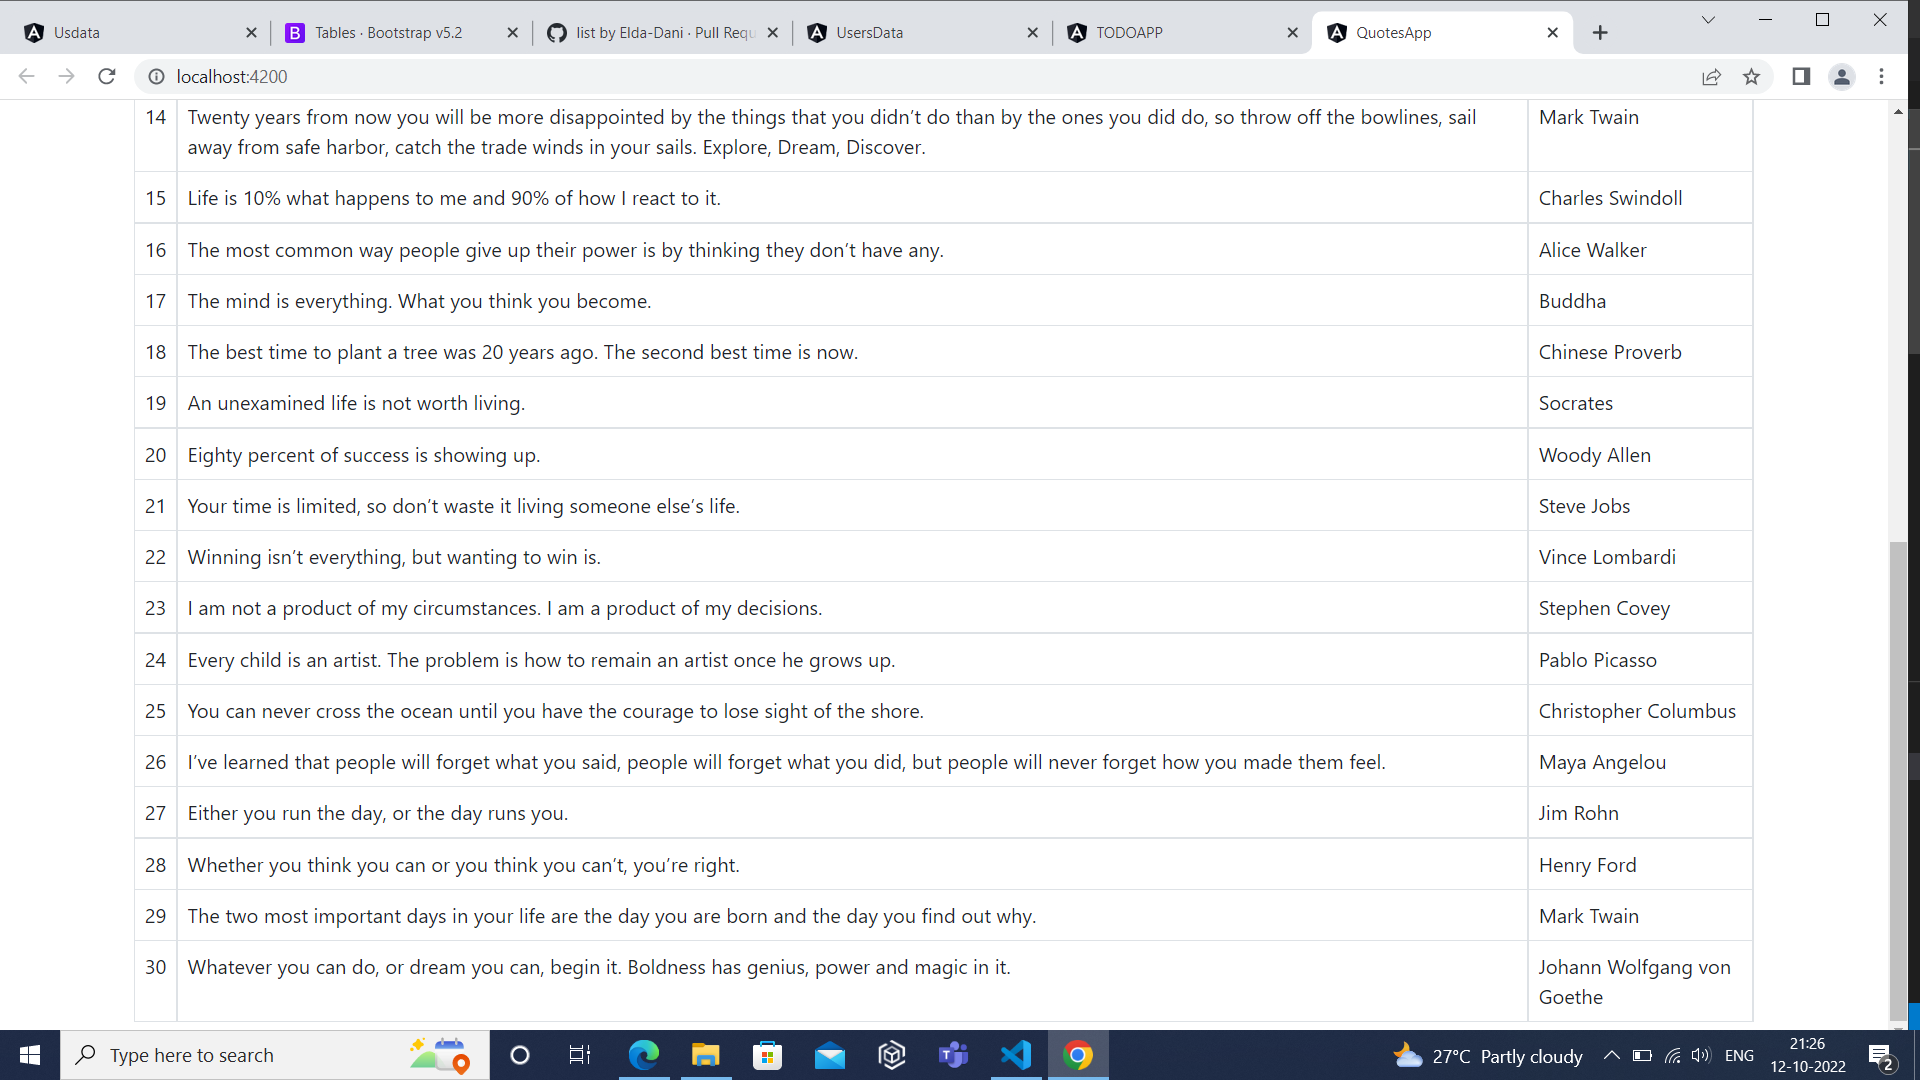 Usdata
Tables · Bootstrap v5.2
list by Elda-Dani · Pull Requ
UsersData
TODOAPP
QuotesApp
localhost:4200
14 Twenty years from now you will be more disappointed by the things that you didn’t do than by the ones you did do, so throw off the bowlines, sail Mark Twain
away from safe harbor, catch the trade winds in your sails. Explore, Dream, Discover.
15 Life is 10% what happens to me and 90% of how I react to it. Charles Swindoll
16 The most common way people give up their power is by thinking they don’t have any. Alice Walker
17 The mind is everything. What you think you become. Buddha
18 The best time to plant a tree was 20 years ago. The second best time is now. Chinese Proverb
19 An unexamined life is not worth living. Socrates
20 Eighty percent of success is showing up. Woody Allen
21 Your time is limited, so don’t waste it living someone else’s life. Steve Jobs
22 Winning isn’t everything, but wanting to win is. Vince Lombardi
23 I am not a product of my circumstances. I am a product of my decisions. Stephen Covey
24 Every child is an artist. The problem is how to remain an artist once he grows up. Pablo Picasso
25 You can never cross the ocean until you have the courage to lose sight of the shore. Christopher Columbus
26 I’ve learned that people will forget what you said, people will forget what you did, but people will never forget how you made them feel. Maya Angelou
27 Either you run the day, or the day runs you. Jim Rohn
28 Whether you think you can or you think you can’t, you’re right. Henry Ford
29 The two most important days in your life are the day you are born and the day you find out why. Mark Twain
30 Whatever you can do, or dream you can, begin it. Boldness has genius, power and magic in it. Johann Wolfgang von
Goethe
Type here to search
27°C Partly cloudy
ENG
21:26
12-10-2022
2